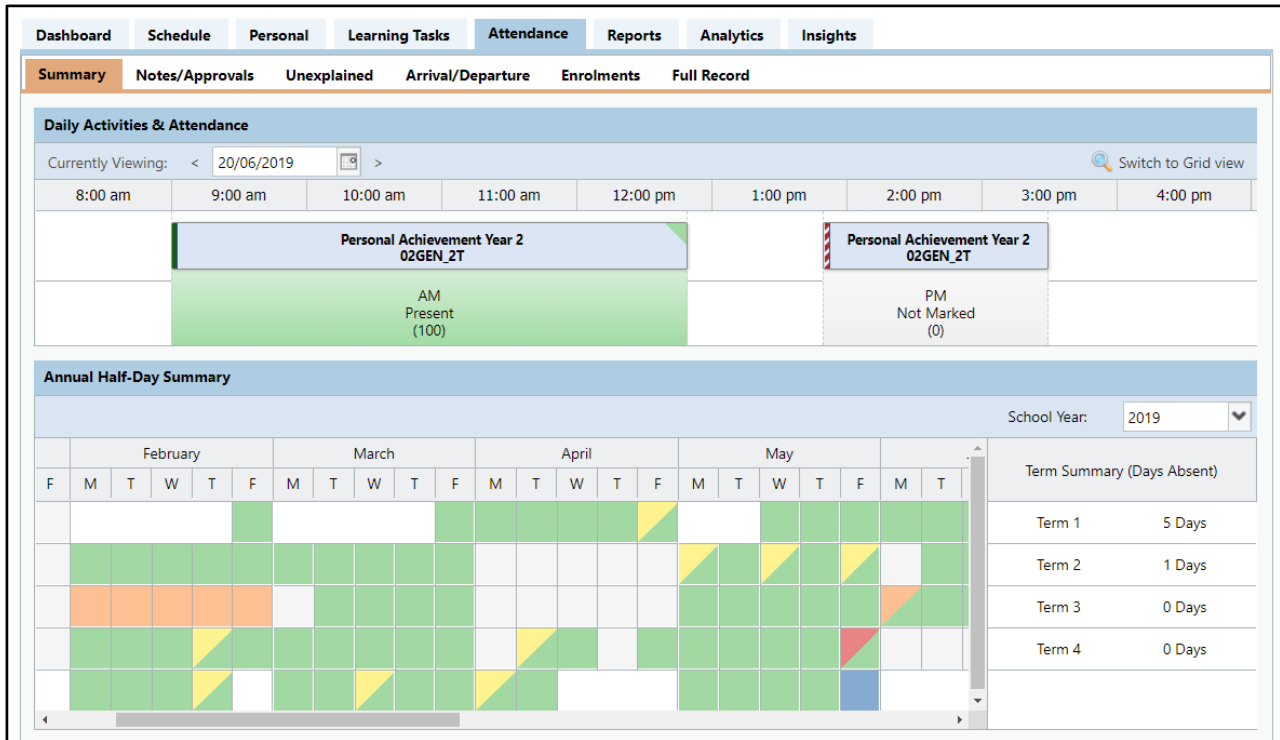 Dashboard Schedule Personal Learning Tasks Attendance Reports Analytics Insights
Summary Notes/Approvals Unexplained Arrival/Departure Enrolments Full Record
Daily Activities & Attendance
Currently Viewing: < 20/06/2019 > Switch to Grid view
8:00 am 9:00 am 10:00 am 11:00 am 12:00 pm 1:00 pm 2:00 pm 3:00 pm 4:00 pm
Personal Achievement Year 2
02GEN_2T
Personal Achievement Year 2
02GEN_2T
AM
Present
(100)
PM
Not Marked
(0)
Annual Half-Day Summary
School Year: 2019
February March April May
F M T W T F M T W T F M T W T F M T W T F M T
Term Summary (Days Absent)
Term 1 5 Days
Term 2 1 Days
Term 3 0 Days
Term 4 0 Days